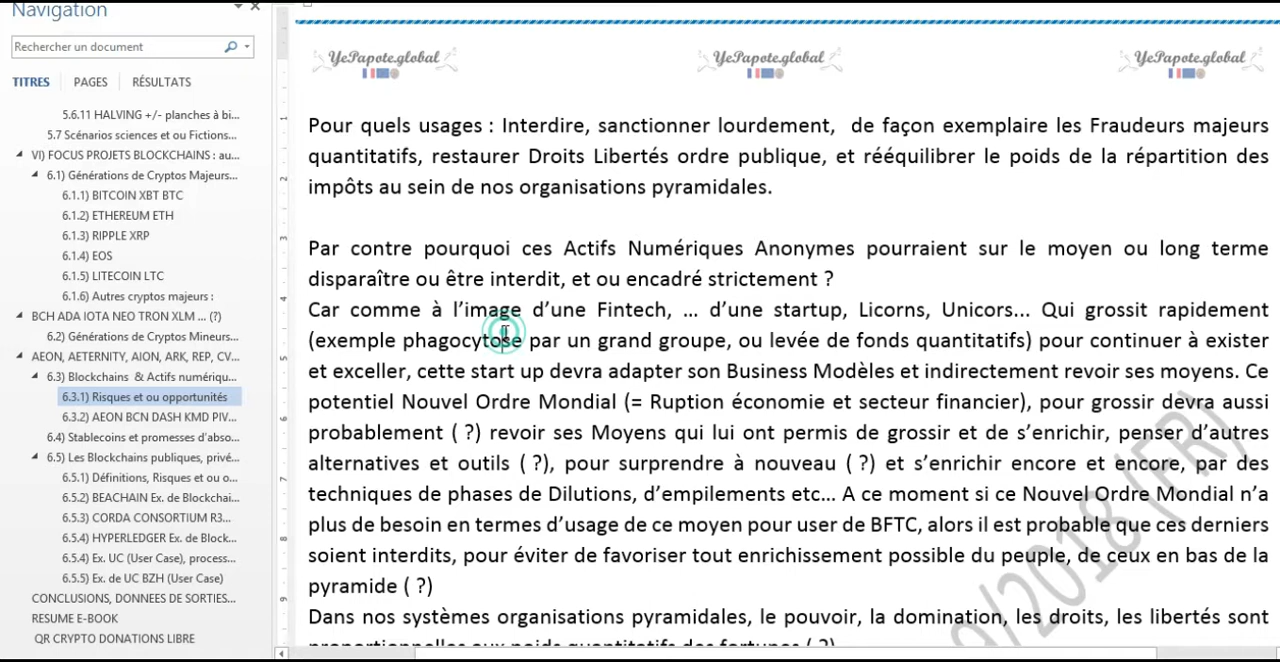 Navigation
Rechercher un document
TITRES PAGES RÉSULTATS
5.6.11 HALVING +/- planches à bi...
5.7 Scénarios sciences et ou Fictions...
VI) FOCUS PROJETS BLOCKCHAINS : au...
6.1) Générations de Cryptos Majeurs...
6.1.1) BITCOIN XBT BTC
6.1.2) ETHEREUM ETH
6.1.3) RIPPLE XRP
6.1.4) EOS
6.1.5) LITECOIN LTC
6.1.6) Autres cryptos majeurs :
BCH ADA IOTA NEO TRON XLM ... (?)
6.2) Générations de Cryptos Mineurs...
AEON, AETERNITY, AION, ARK, REP, CV...
6.3) Blockchains & Actifs numériqu...
6.3.1) Risques et ou opportunités
6.3.2) AEON BCN DASH KMD PIV...
6.4) Stablecoins et promesses d'abso...
6.5) Les Blockchains publiques, privé...
6.5.1) Définitions, Risques et ou o...
6.5.2) BEACHAIN Ex. de Blockchai...
6.5.3) CORDA CONSORTIUM R3...
6.5.4) HYPERLEDGER Ex. de Block...
6.5.4) Ex. UC (User Case), process...
6.5.5) Ex. de UC BZH (User Case)
CONCLUSIONS, DONNEES DE SORTIES...
RESUME E-BOOK
QR CRYPTO DONATIONS LIBRE
YePapote.global YePapote.global YePapote.global
Pour quels usages : Interdire, sanctionner lourdement, de façon exemplaire les Fraudeurs majeurs
quantitatifs, restaurer Droits Libertés ordre publique, et rééquilibrer le poids de la répartition des
impôts au sein de nos organisations pyramidales.
Par contre pourquoi ces Actifs Numériques Anonymes pourraient sur le moyen ou long terme
disparaître ou être interdit, et ou encadré strictement ?
Car comme à l'image d'une Fintech, ... d'une startup, Licorns, Unicors... Qui grossit rapidement
(exemple phagocytose par un grand groupe, ou levée de fonds quantitatifs) pour continuer à exister
et exceller, cette start up devra adapter son Business Modèles et indirectement revoir ses moyens. Ce
potentiel Nouvel Ordre Mondial (= Ruption économie et secteur financier), pour grossir devra aussi
probablement ( ?) revoir ses Moyens qui lui ont permis de grossir et de s'enrichir, penser d'autres
alternatives et outils ( ?), pour surprendre à nouveau ( ?) et s'enrichir encore et encore, par des
techniques de phases de Dilutions, d'empilements etc... A ce moment si ce Nouvel Ordre Mondial n'a
plus de besoin en termes d'usage de ce moyen pour user de BFTC, alors il est probable que ces derniers
soient interdits, pour éviter de favoriser tout enrichissement possible du peuple, de ceux en bas de la
pyramide ( ?)
Dans nos systèmes organisations pyramidales, le pouvoir, la domination, les droits, les libertés sont
proportionnelles aux poids quantitatifs des fortunes ( ?)
9/2018 (FR)